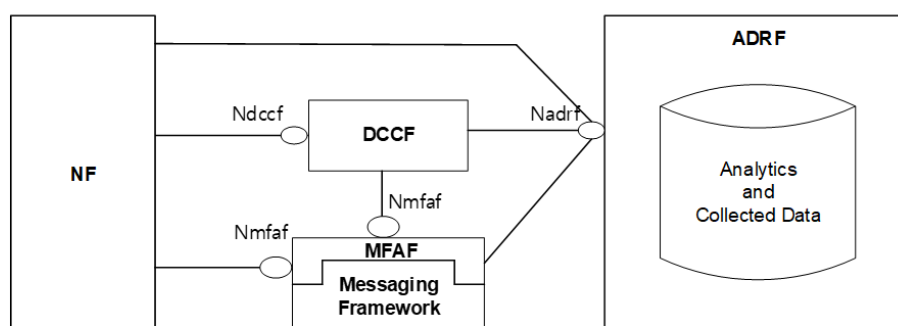 ADRF
Ndccf
Nadrf
DCCF
NF
Analytics
and
Collected Data
Nmfaf
Nmfaf
MFAF
Messaging
Framework